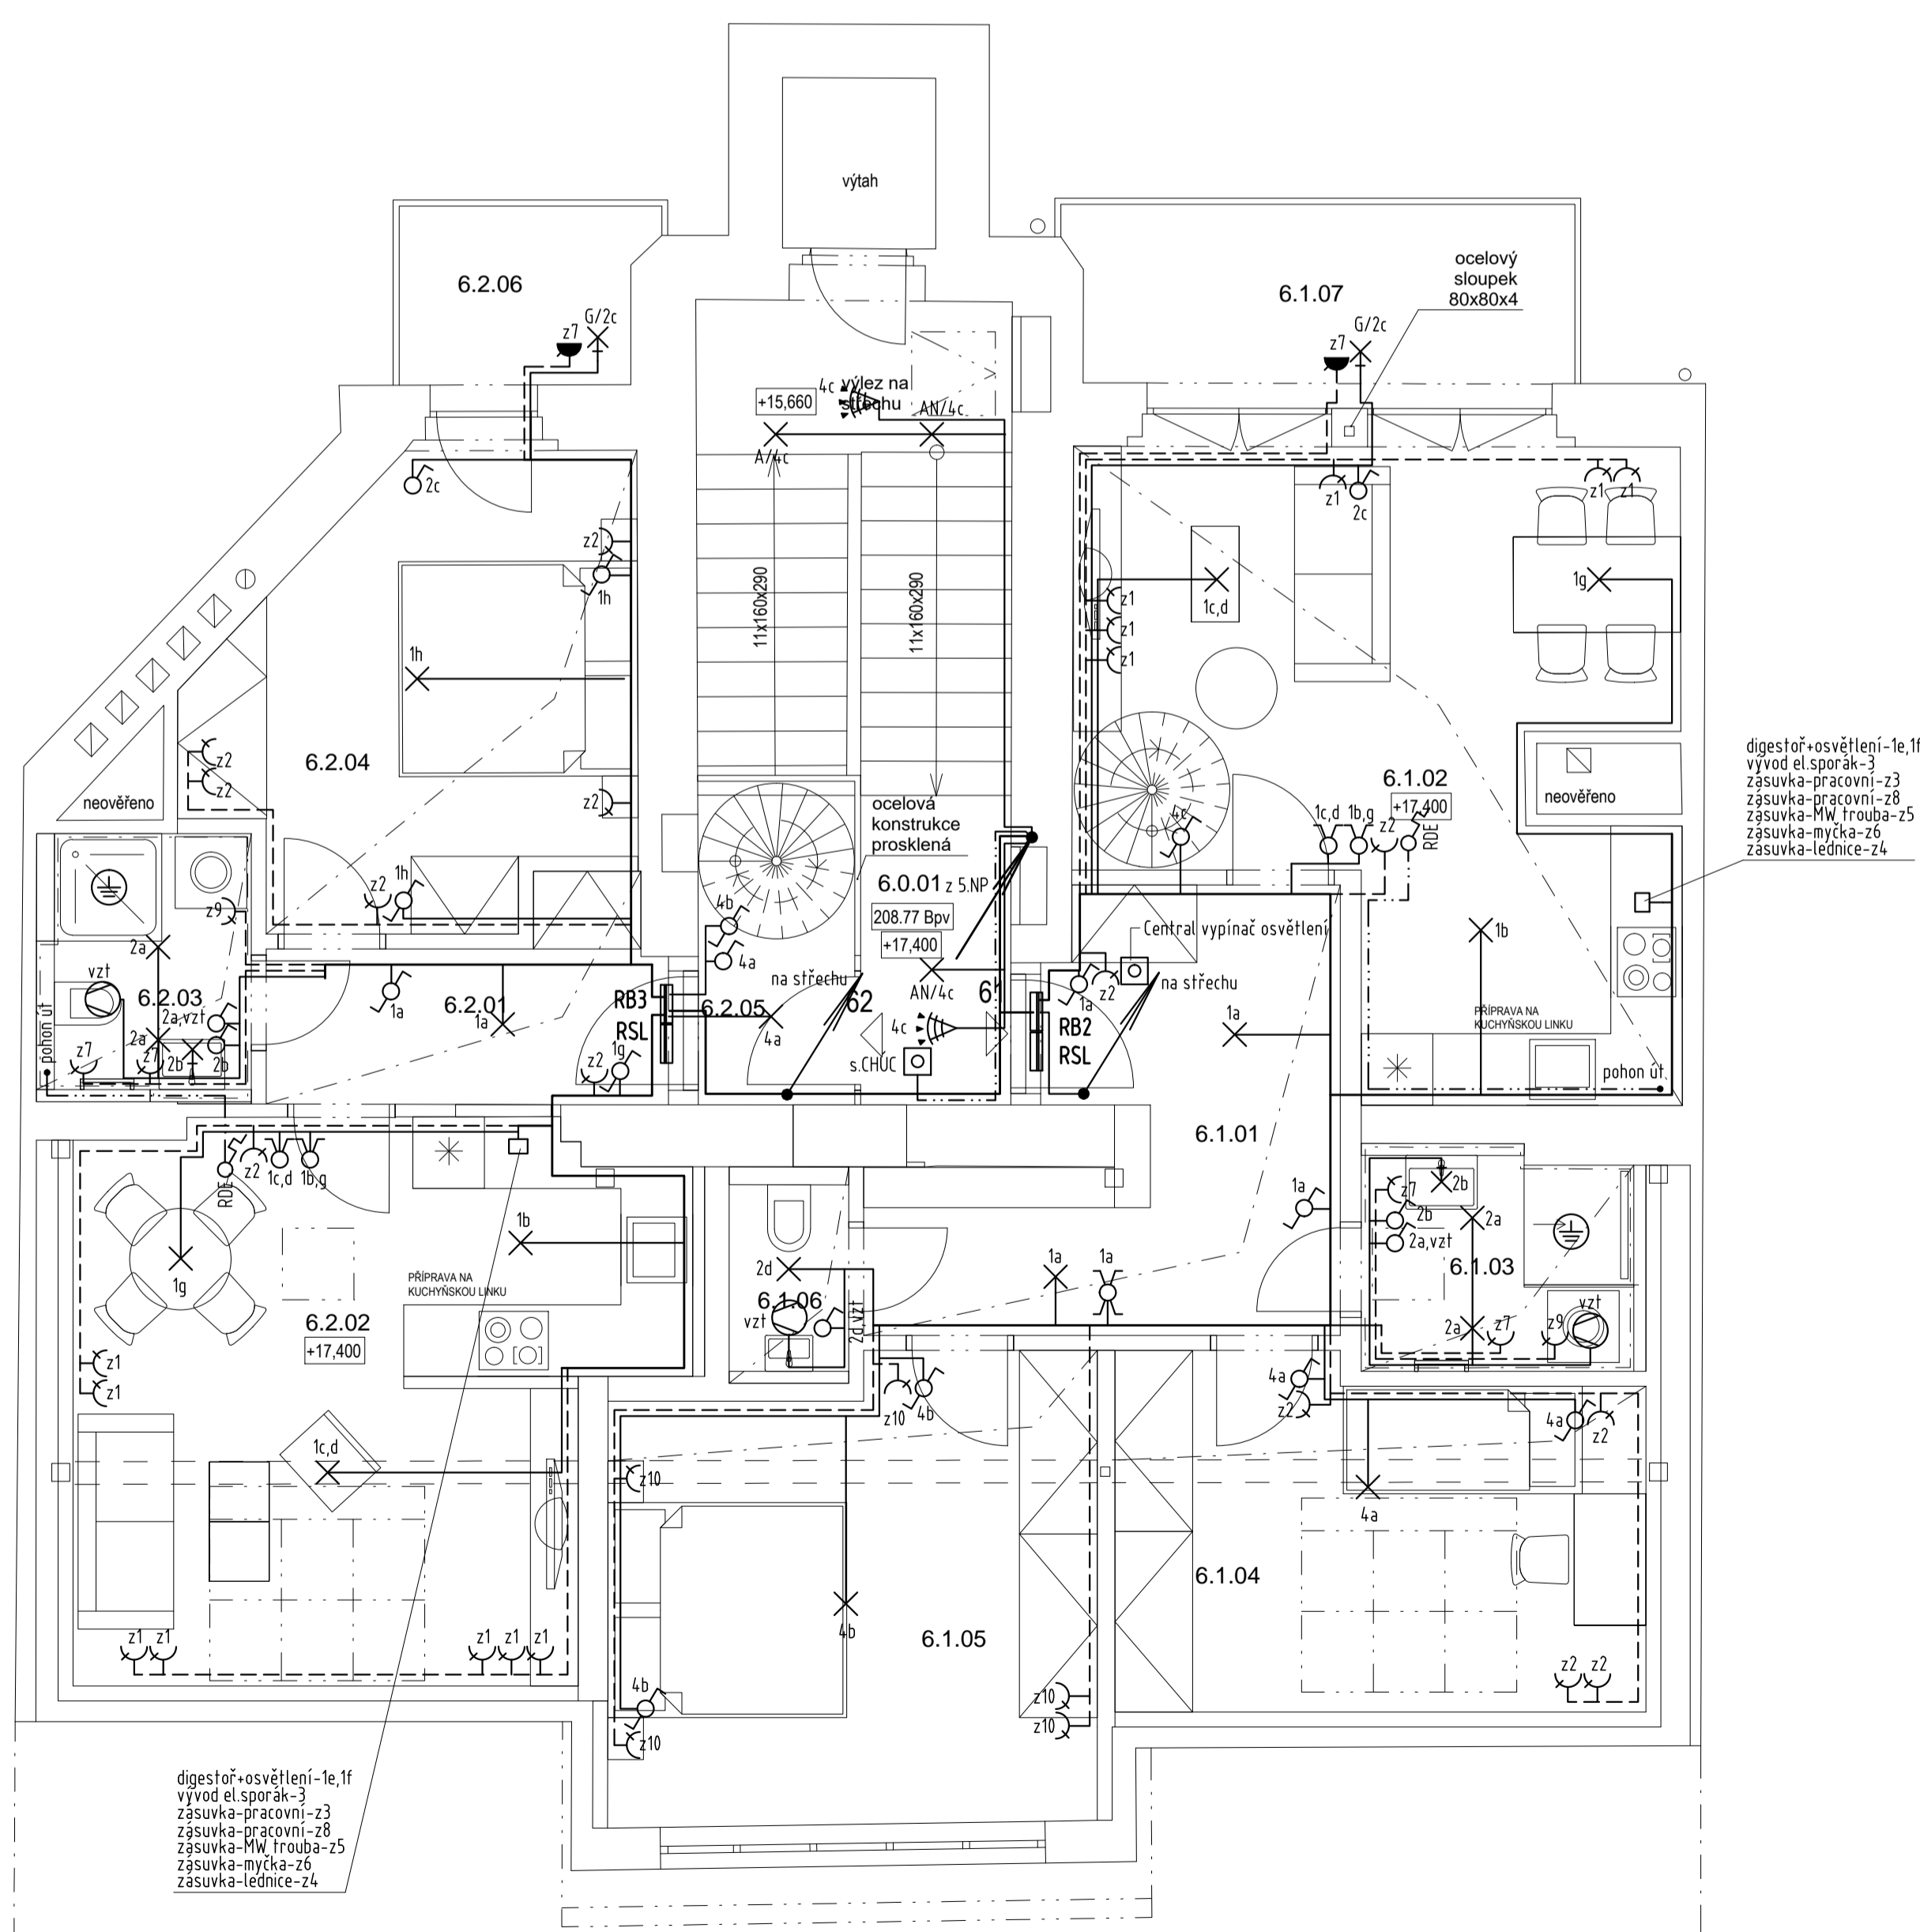 výtah
6.2.06
z7
G/2c
6.1.07
ocelový
sloupek
80x80x4
z7
G/2c
+15,660
4c
výlez na
střechu
A/4c
AN/4c
2c
z1
2c
z1
z1
z2
1h
11x160x290
11x160x290
1c,d
z1
z1
z1
1g
1h
z2
z2
6.2.04
z2
neověřeno
ocelová
konstrukce
prosklená
4c
6.1.02
+17,400
1c,d
1b,g
z2
RDE
neověřeno
digestoř+osvětlení-1e,1f
vývod el.sporák-3
zásuvka-pracovní-z3
zásuvka-pracovní-z8
zásuvka-MW trouba-z5
zásuvka-myčka-z6
zásuvka-lednice-z4
6.0.01 z 5.NP
208.77 Bpv
+17,400
z9
z2
1h
4b
4a
Central vypínač osvětlení
1b
2a
vzt
6.2.03
2a,vzt
2a
pohon út
z7
z7
2b
2b
1a
6.2.01
1a
RB3
RSL
6.2.05
na střechu
62
4a
AN/4c
61
4c
s.CHÚC
1a
z2
na střechu
RB2
RSL
1a
PŘÍPRAVA NA
KUCHYŇSKOU LINKU
pohon út
z2
1g
RDE
z2
1c,d
1b,g
6.1.01
1b
1g
PŘÍPRAVA NA
KUCHYŇSKOU LINKU
6.2.02
+17,400
2d
6.1.06
vzt
2d,vzt
1a
1a
1a
z7
2b
2b
2a
2a,vzt
6.1.03
2a
z7
z9
vzt
z1
z1
z10
4b
4a
z2
4a
z2
1c,d
z10
4a
4b
6.1.05
6.1.04
z1
z1
z1
z1
z1
4b
z10
z10
z10
z2
z2
digestoř+osvětlení-1e,1f
vývod el.sporák-3
zásuvka-pracovní-z3
zásuvka-pracovní-z8
zásuvka-MW trouba-z5
zásuvka-myčka-z6
zásuvka-lednice-z4